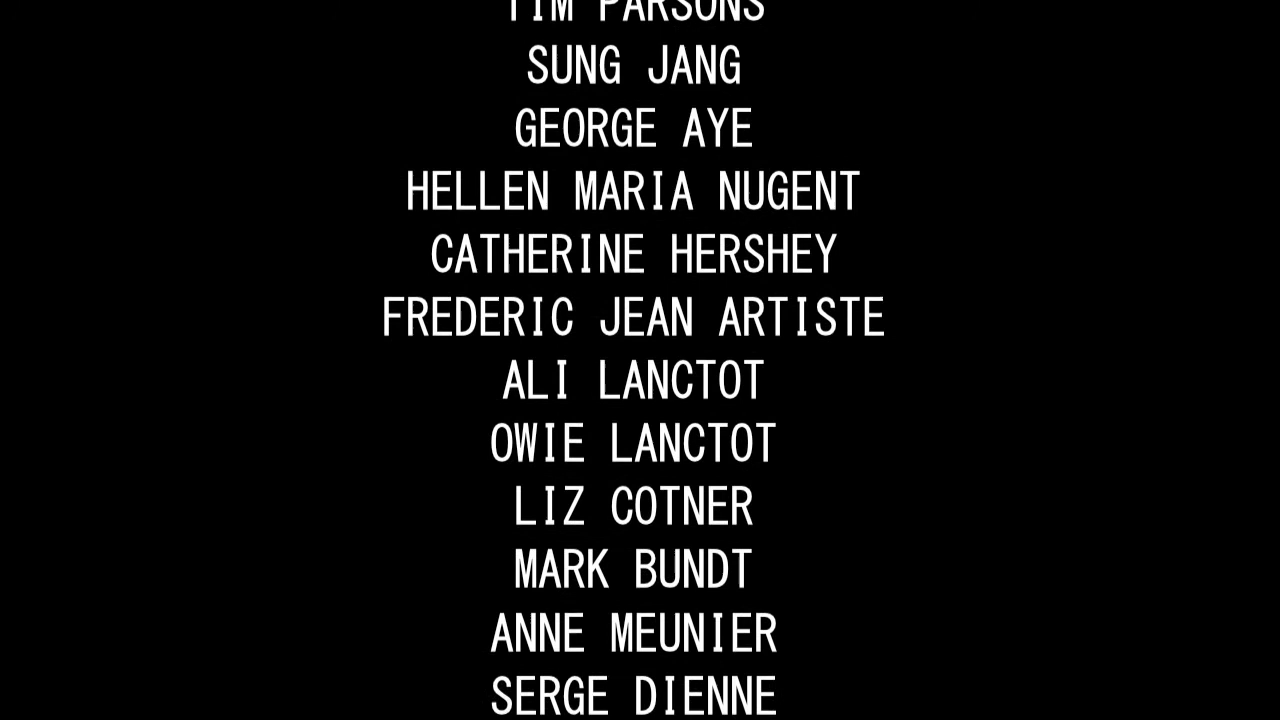 TIM PARSONS
SUNG JANG
GEORGE AYE
HELLEN MARIA NUGENT
CATHERINE HERSHEY
FREDERIC JEAN ARTISTE
ALI LANCTOT
OWIE LANCTOT
LIZ COTNER
MARK BUNDT
ANNE MEUNIER
SERGE DIENNE